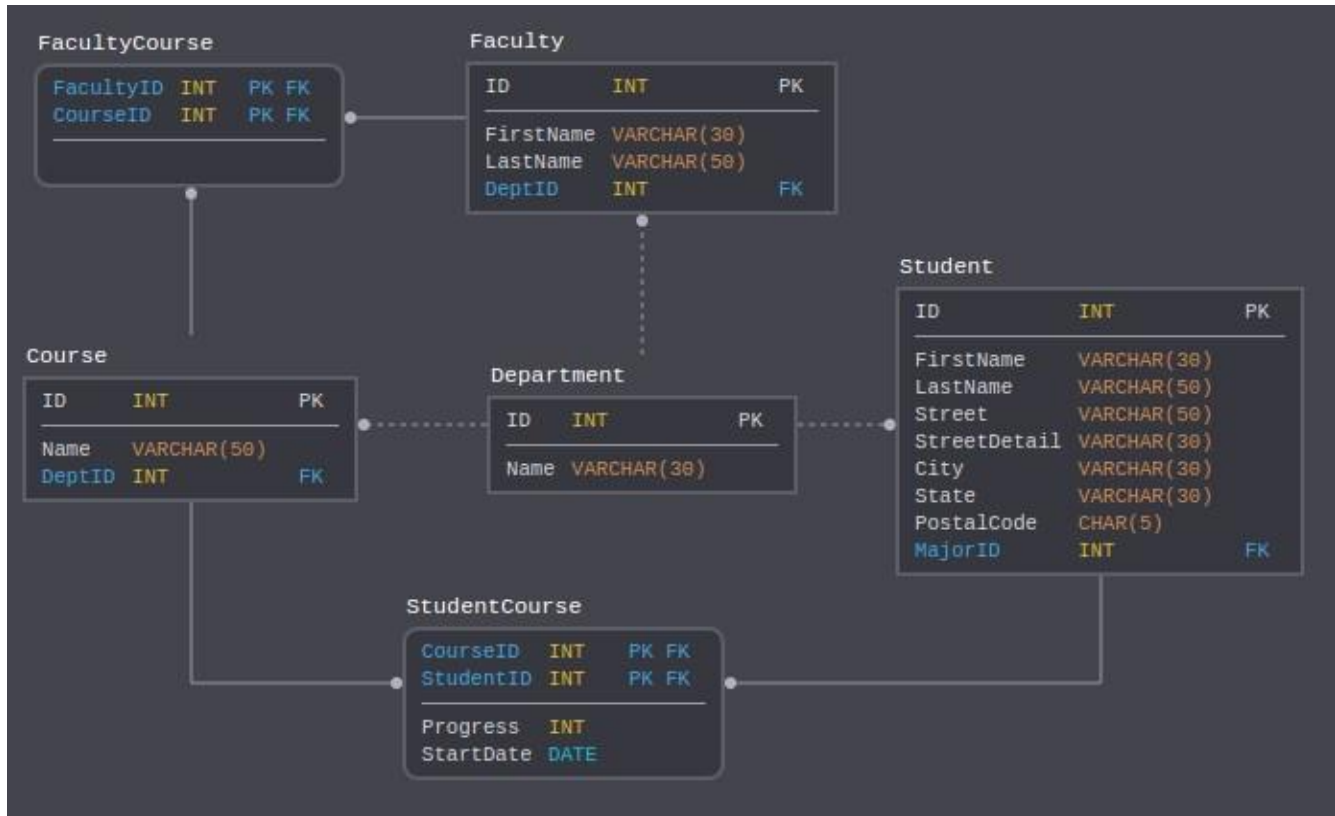 FacultyCourse
FacultyID INT PK FK
CourseID INT PK FK
Faculty
ID INT PK
FirstName VARCHAR(30)
LastName VARCHAR(50)
DeptID INT FK
Student
ID INT PK
FirstName VARCHAR(30)
LastName VARCHAR(50)
Street VARCHAR(50)
StreetDetail VARCHAR(30)
City VARCHAR(30)
State VARCHAR(30)
PostalCode CHAR(5)
MajorID INT FK
Course
ID INT PK
Name VARCHAR(50)
DeptID INT FK
Department
ID INT PK
Name VARCHAR(30)
StudentCourse
CourseID INT PK FK
StudentID INT PK FK
Progress INT
StartDate DATE